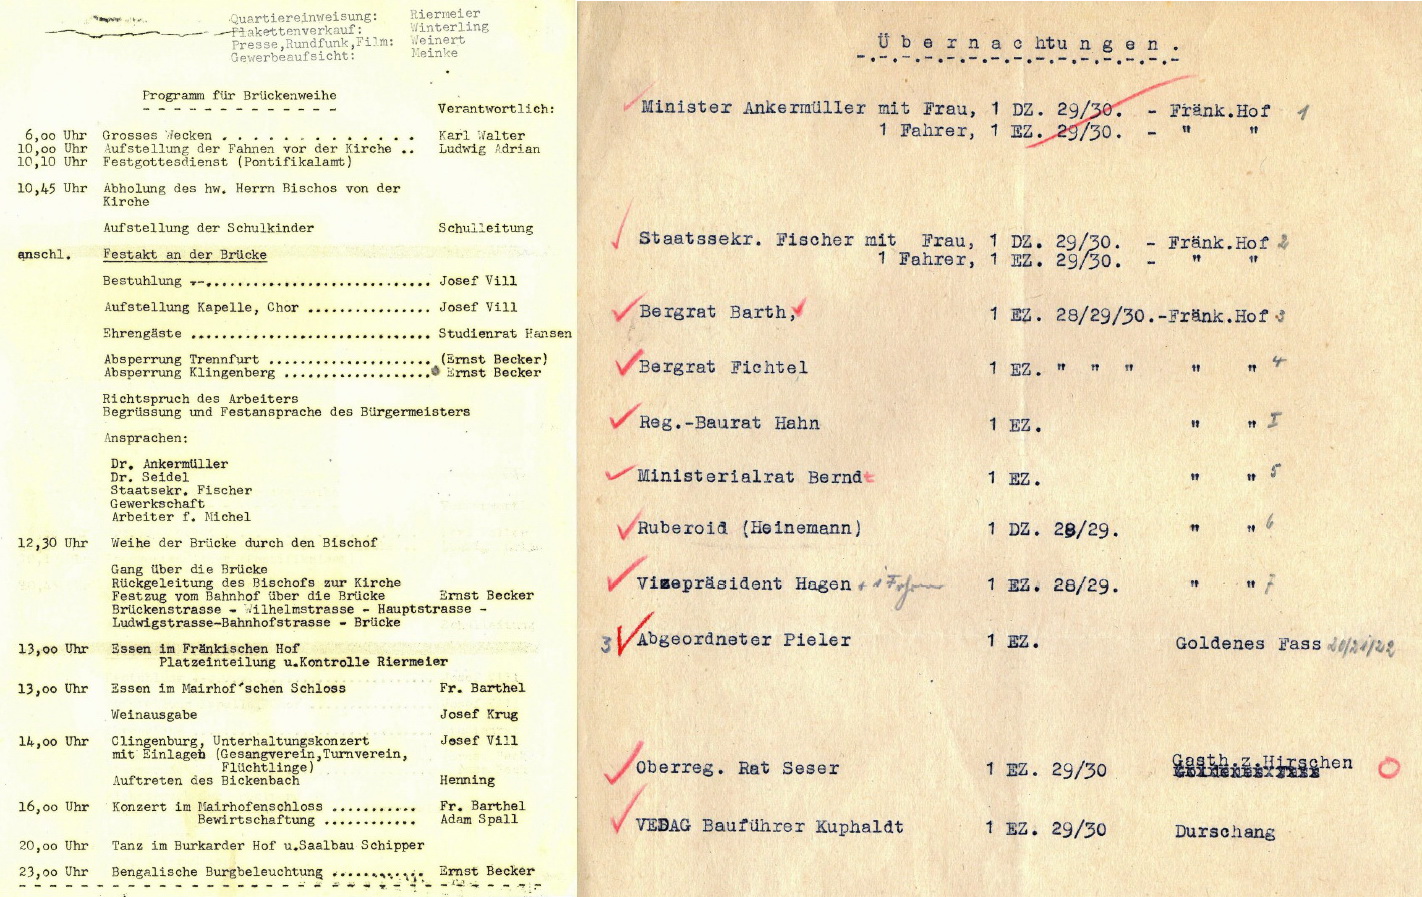 Quartiereinweisung: Riermeier
Plakettenverkauf: Winterling
Presse,Rundfunk,Film: Weinert
Gewerbeaufsicht: Meinke
Programm für Brückenweihe
Verantwortlich:
6,oo Uhr Grosses Wecken . . . . . . . . . . . . . Karl Walter
10,oo Uhr Aufstellung der Fahnen vor der Kirche .. Ludwig Adrian
10,10 Uhr Festgottesdienst (Pontifikalamt)
10,45 Uhr Abholung des hw. Herrn Bischos von der
Kirche
Aufstellung der Schulkinder Schulleitung
anschl. Festakt an der Brücke
Bestuhlung --............................. Josef Vill
Aufstellung Kapelle, Chor ................ Josef Vill
Ehrengäste ............................... Studienrat Hansen
Absperrung Trennfurt ..................... (Ernst Becker)
Absperrung Klingenberg ................... Ernst Becker
Richtspruch des Arbeiters
Begrüssung und Festansprache des Bürgermeisters
Ansprachen:
Dr. Ankermüller
Dr. Seidel
Staatsekr. Fischer
Gewerkschaft
Arbeiter f. Michel
12,30 Uhr Weihe der Brücke durch den Bischof
Gang über die Brücke
Rückgeleitung des Bischofs zur Kirche
Festzug vom Bahnhof über die Brücke Ernst Becker
Brückenstrasse - Wilhelmstrasse - Hauptstrasse -
Ludwigstrasse-Bahnhofstrasse - Brücke
13,oo Uhr Essen im Fränkischen Hof
Platzeinteilung u.Kontrolle Riermeier
13,oo Uhr Essen im Mairhof'schen Schloss Fr. Barthel
Weinausgabe Josef Krug
14,oo Uhr Clingenburg, Unterhaltungskonzert Josef Vill
mit Einlagen (Gesangverein,Turnverein,
Flüchtlinge)
Auftreten des Bickenbach Henning
16,oo Uhr Konzert im Mairhofenschloss ........... Fr. Barthel
Bewirtschaftung ............ Adam Spall
20,oo Uhr Tanz im Burkarder Hof u.Saalbau Schipper
23,oo Uhr Bengalische Burgbeleuchtung ............ Ernst Becker
Übernachtungen.
Minister Ankermüller mit Frau, 1 DZ. 29/30. - Fränk.Hof 1
1 Fahrer, 1 EZ. 29/30. - " "
Staatssekr. Fischer mit Frau, 1 DZ. 29/30. - Fränk.Hof 2
1 Fahrer, 1 EZ. 29/30. - " "
Bergrat Barth, 1 EZ. 28/29/30.-Fränk.Hof 3
Bergrat Fichtel 1 EZ. " " " " " 4
Reg.-Baurat Hahn 1 EZ. " " I
Ministerialrat Berndt 1 EZ. " " 5
Ruberoid (Heinemann) 1 DZ. 28/29. " " 6
Vizepräsident Hagen + 1 Fahrer 1 EZ. 28/29. " " 7
3 Abgeordneter Pieler 1 EZ. Goldenes Fass
Oberreg. Rat Seser 1 EZ. 29/30 Gasth.z.Hirschen
Goldenes Fass
VEDAG Bauführer Kuphaldt 1 EZ. 29/30 Durschang